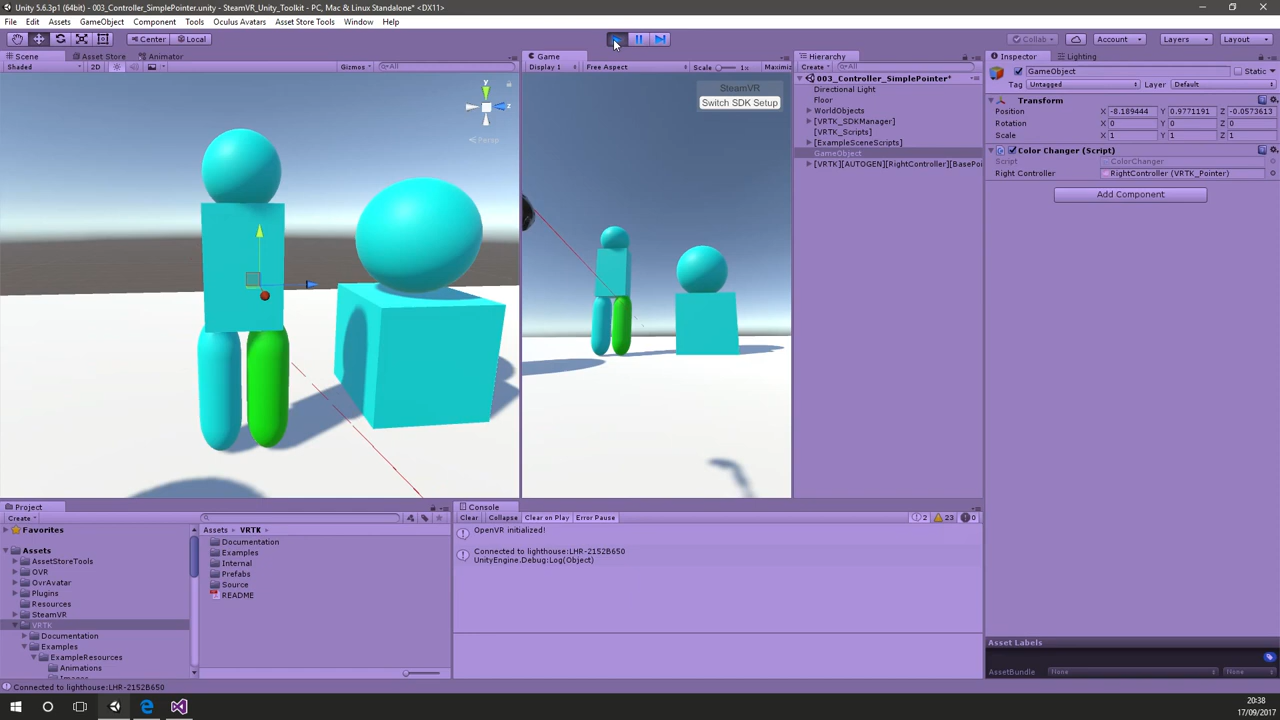 Unity 5.6.3p1 (64bit) - 003_Controller_SimplePointer.unity - SteamVR_Unity_Toolkit - PC, Mac & Linux Standalone* <DX11>
File Edit Assets GameObject Component Tools Oculus Avatars Asset Store Tools Window Help
Center Local Collab Account Layers Layout
Scene Asset Store Animator
Shaded 2D Gizmos All
y
z
Persp
Game
Display 1 Free Aspect Scale 1x Maximi
SteamVR
Switch SDK Setup
Hierarchy
Create All
003_Controller_SimplePointer*
Directional Light
Floor
WorldObjects
[VRTK_SDKManager]
[VRTK_Scripts]
[ExampleSceneScripts]
GameObject
[VRTK][AUTOGEN][RightController][BasePoi
Inspector Lighting
GameObject Static
Tag Untagged Layer Default
Transform
Position X -8.189444 Y 0.9771191 Z -0.0573613
Rotation X 0 Y 0 Z 0
Scale X 1 Y 1 Z 1
Color Changer (Script)
Script ColorChanger
Right Controller RightController (VRTK_Pointer)
Add Component
Project
Create
Favorites
Assets
AssetStoreTools
OVR
OvrAvatar
Plugins
Resources
SteamVR
VRTK
Documentation
Examples
ExampleResources
Animations
Assets VRTK
Documentation
Examples
Internal
Prefabs
Source
README
Console
Clear Collapse Clear on Play Error Pause 2 23 0
OpenVR initialized!
Connected to lighthouse:LHR-2152B650
UnityEngine.Debug:Log(Object)
Asset Labels
AssetBundle None None
Connected to lighthouse:LHR-2152B650
20:38
17/09/2017